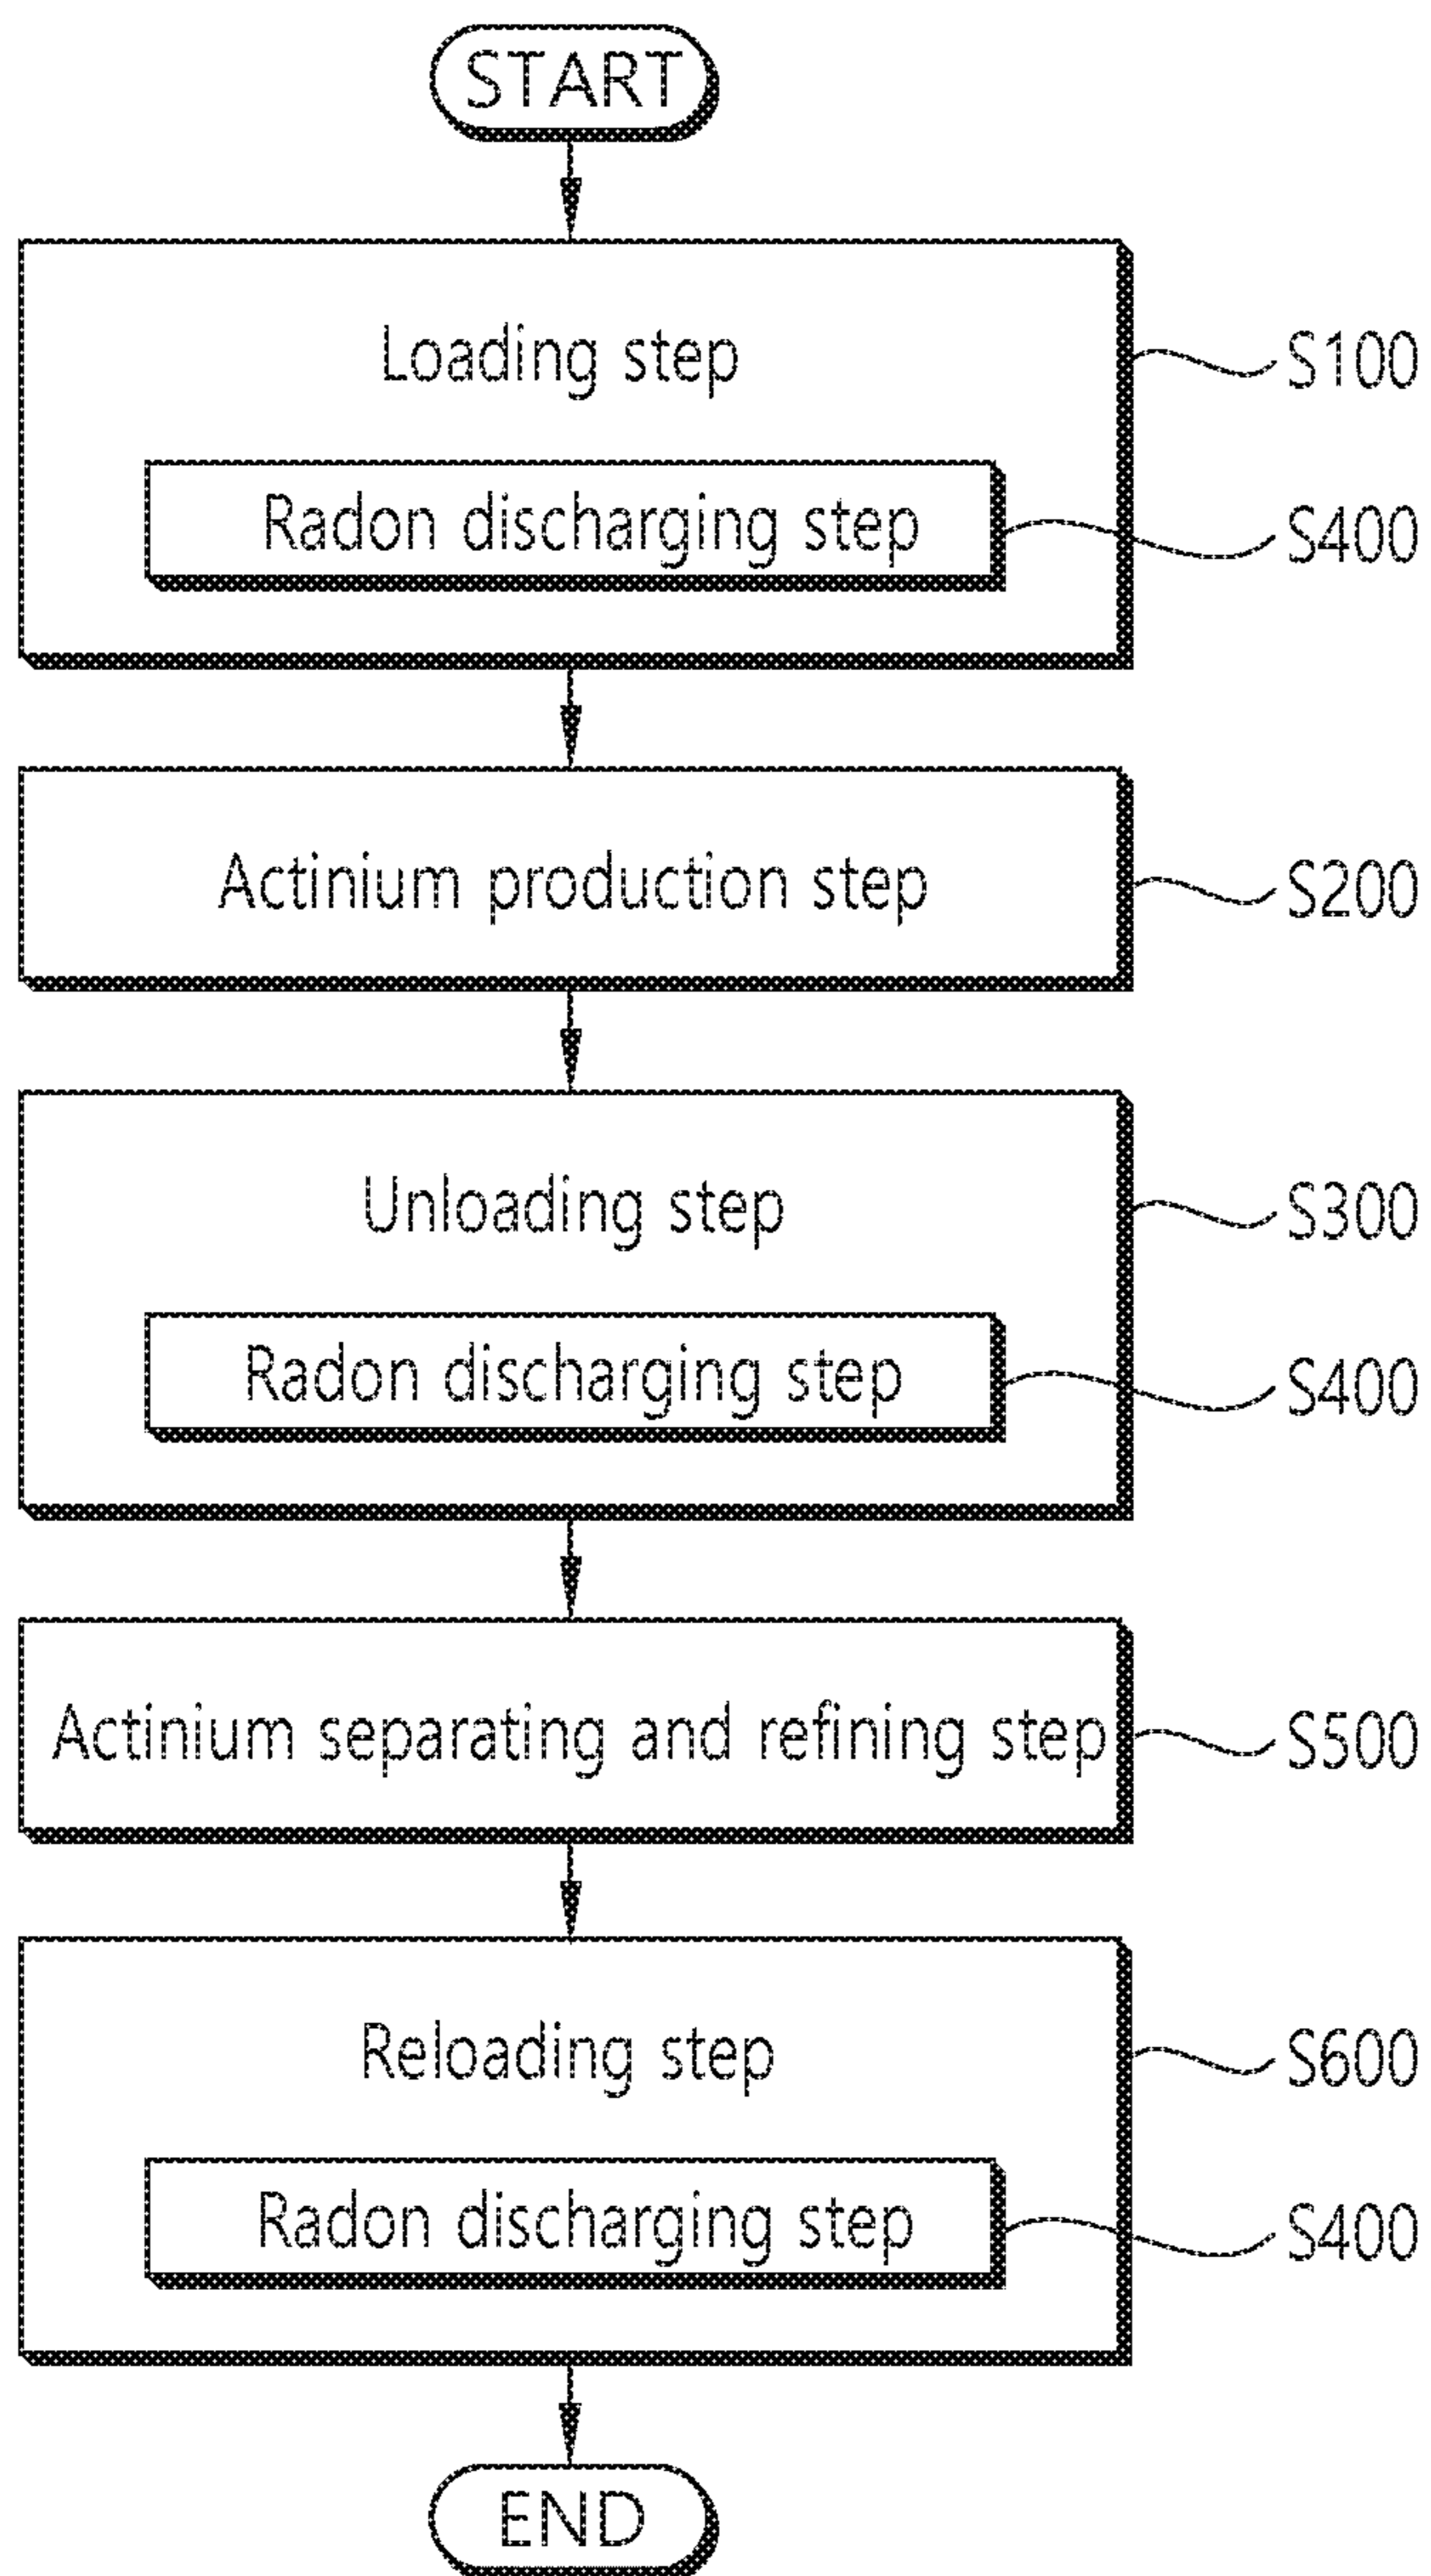 START
Loading step
S100
Radon discharging step
S400
Actinium production step
S200
Unloading step
S300
Radon discharging step
S400
Actinium separating and refining step
S500
Reloading step
S600
Radon discharging step
S400
END